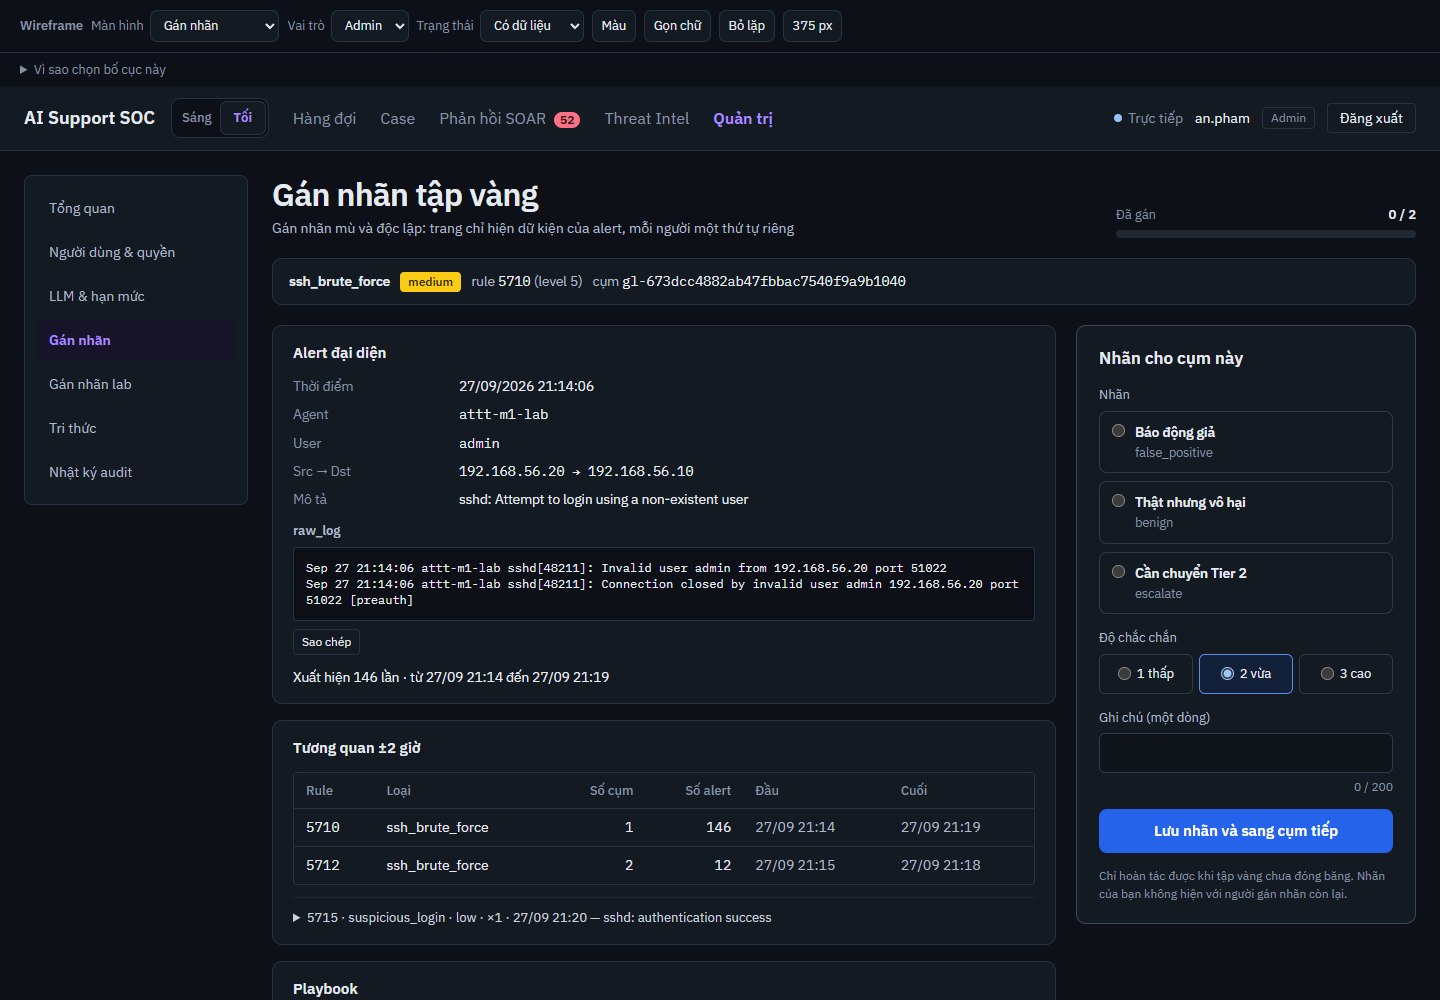 Wireframe Màn hình Gán nhãn Vai trò Admin Trạng thái Có dữ liệu Màu Gọn chữ Bỏ lặp 375 px
Vì sao chọn bố cục này
AI Support SOC Sáng Tối Hàng đợi Case Phản hồi SOAR 52 Threat Intel Quản trị Trực tiếp an.pham Admin Đăng xuất
Tổng quan
Người dùng & quyền
LLM & hạn mức
Gán nhãn
Gán nhãn lab
Tri thức
Nhật ký audit
Gán nhãn tập vàng
Gán nhãn mù và độc lập: trang chỉ hiện dữ kiện của alert, mỗi người một thứ tự riêng
Đã gán 0 / 2
ssh_brute_force medium rule 5710 (level 5) cụm gl-673dcc4882ab47fbbac7540f9a9b1040
Alert đại diện
Thời điểm 27/09/2026 21:14:06
Agent attt-m1-lab
User admin
Src → Dst 192.168.56.20 → 192.168.56.10
Mô tả sshd: Attempt to login using a non-existent user
raw_log
Sep 27 21:14:06 attt-m1-lab sshd[48211]: Invalid user admin from 192.168.56.20 port 51022
Sep 27 21:14:06 attt-m1-lab sshd[48211]: Connection closed by invalid user admin 192.168.56.20 port
51022 [preauth]
Sao chép
Xuất hiện 146 lần · từ 27/09 21:14 đến 27/09 21:19
Tương quan ±2 giờ
Rule Loại Số cụm Số alert Đầu Cuối
5710 ssh_brute_force 1 146 27/09 21:14 27/09 21:19
5712 ssh_brute_force 2 12 27/09 21:15 27/09 21:18
5715 · suspicious_login · low · ×1 · 27/09 21:20 — sshd: authentication success
Playbook
Nhãn cho cụm này
Nhãn
Báo động giả
false_positive
Thật nhưng vô hại
benign
Cần chuyển Tier 2
escalate
Độ chắc chắn
1 thấp 2 vừa 3 cao
Ghi chú (một dòng)
0 / 200
Lưu nhãn và sang cụm tiếp
Chỉ hoàn tác được khi tập vàng chưa đóng băng. Nhãn
của bạn không hiện với người gán nhãn còn lại.